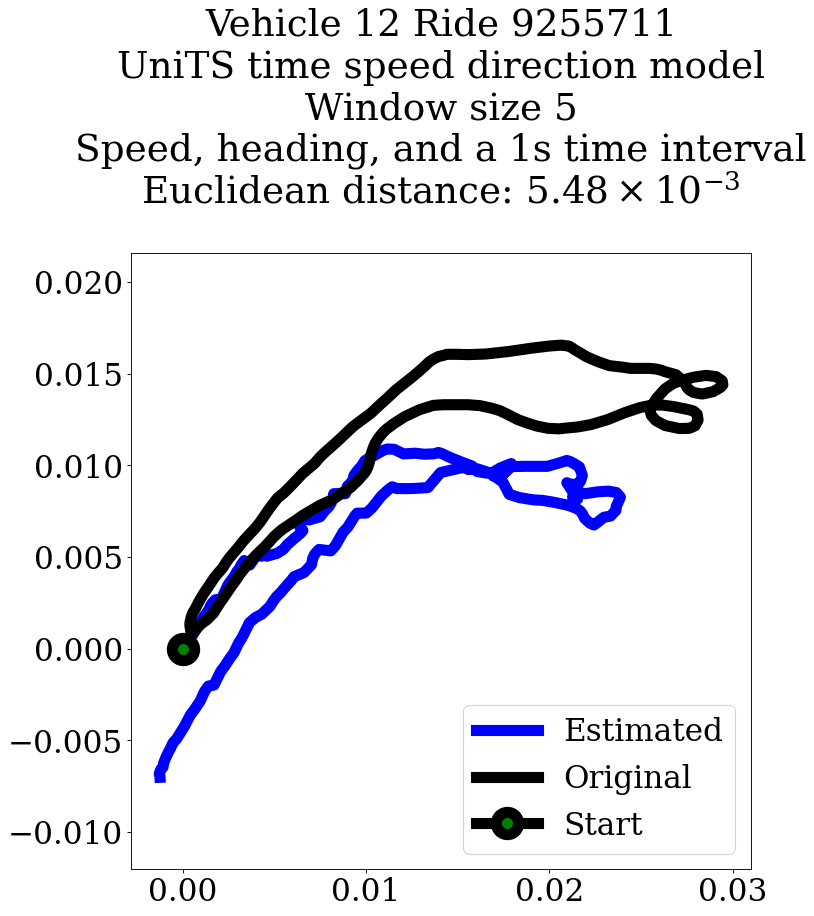 Vehicle 12 Ride 9255711
UniTS time speed direction model
Window size 5
Speed, heading, and a 1s time interval
Euclidean distance: 5.48 × 10⁻³
0.020
0.015
0.010
0.005
0.000
−0.005
−0.010
Estimated
Original
Start
0.00 0.01 0.02 0.03